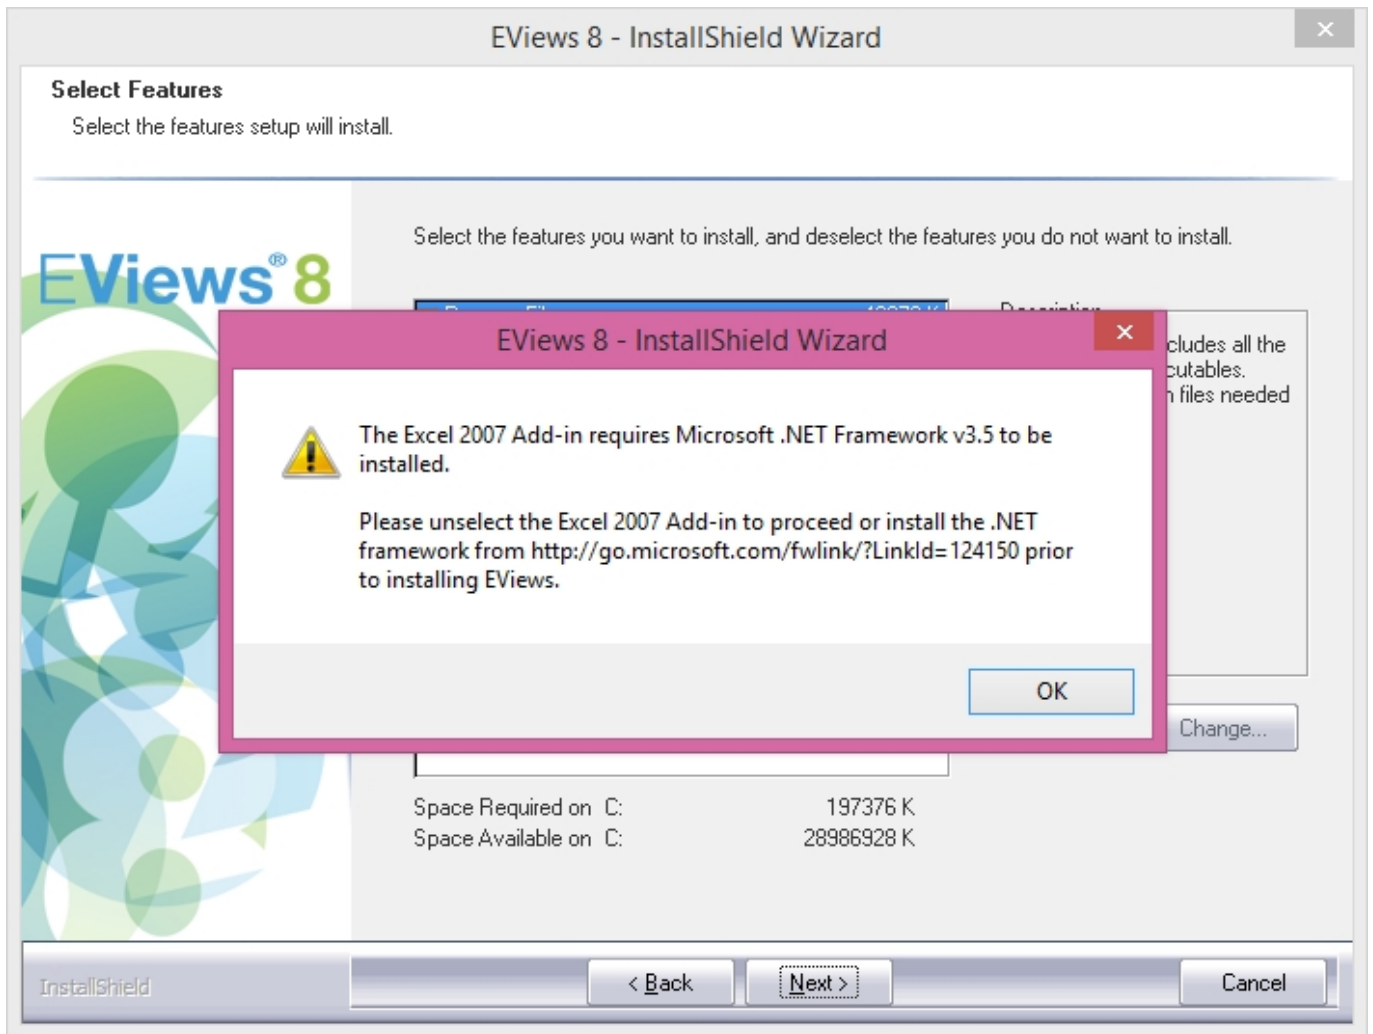 EViews 8 - InstallShield Wizard
Select Features
Select the features setup will install.
Select the features you want to install, and deselect the features you do not want to install.
EViews®8
EViews 8 - InstallShield Wizard
cludes all the
cutables.
files needed
The Excel 2007 Add-in requires Microsoft .NET Framework v3.5 to be
installed.
Please unselect the Excel 2007 Add-in to proceed or install the .NET
framework from http://go.microsoft.com/fwlink/?LinkId=124150 prior
to installing EViews.
OK
Change...
Space Required on C: 197376 K
Space Available on C: 28986928 K
InstallShield
< Back
Next >
Cancel